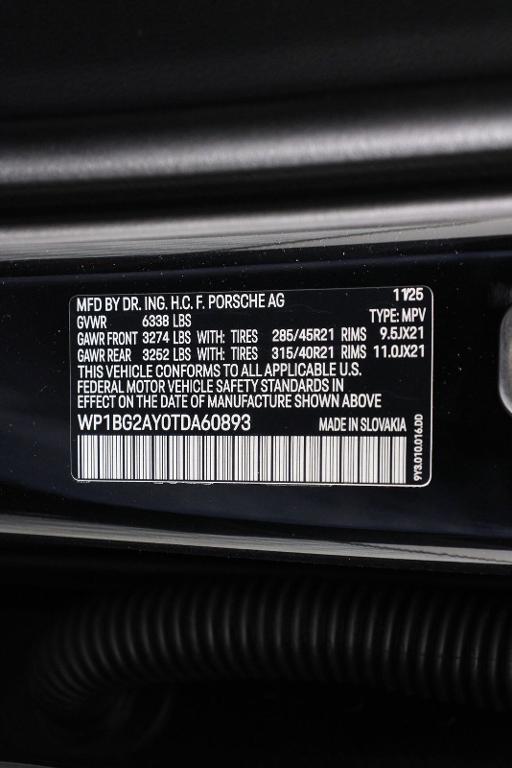 MFD BY DR. ING. H.C. F. PORSCHE AG 11/25
GVWR 6338 LBS TYPE: MPV
GAWR FRONT 3274 LBS WITH: TIRES 285/45R21 RIMS 9.5JX21
GAWR REAR 3252 LBS WITH: TIRES 315/40R21 RIMS 11.0JX21
THIS VEHICLE CONFORMS TO ALL APPLICABLE U.S.
FEDERAL MOTOR VEHICLE SAFETY STANDARDS IN
EFFECT ON THE DATE OF MANUFACTURE SHOWN ABOVE
WP1BG2AY0TDA60893 MADE IN SLOVAKIA
9Y3.010.016.DD